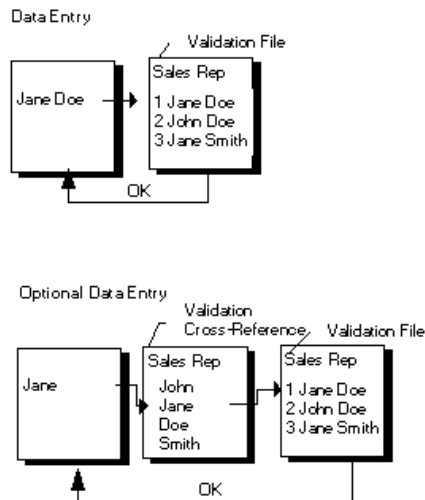 Data Entry
Validation File
Jane Doe
Sales Rep
1 Jane Doe
2 John Doe
3 Jane Smith
OK
Optional Data Entry
Validation
Cross-Reference
Validation File
Jane
Sales Rep
John
Jane
Doe
Smith
Sales Rep
1 Jane Doe
2 John Doe
3 Jane Smith
OK